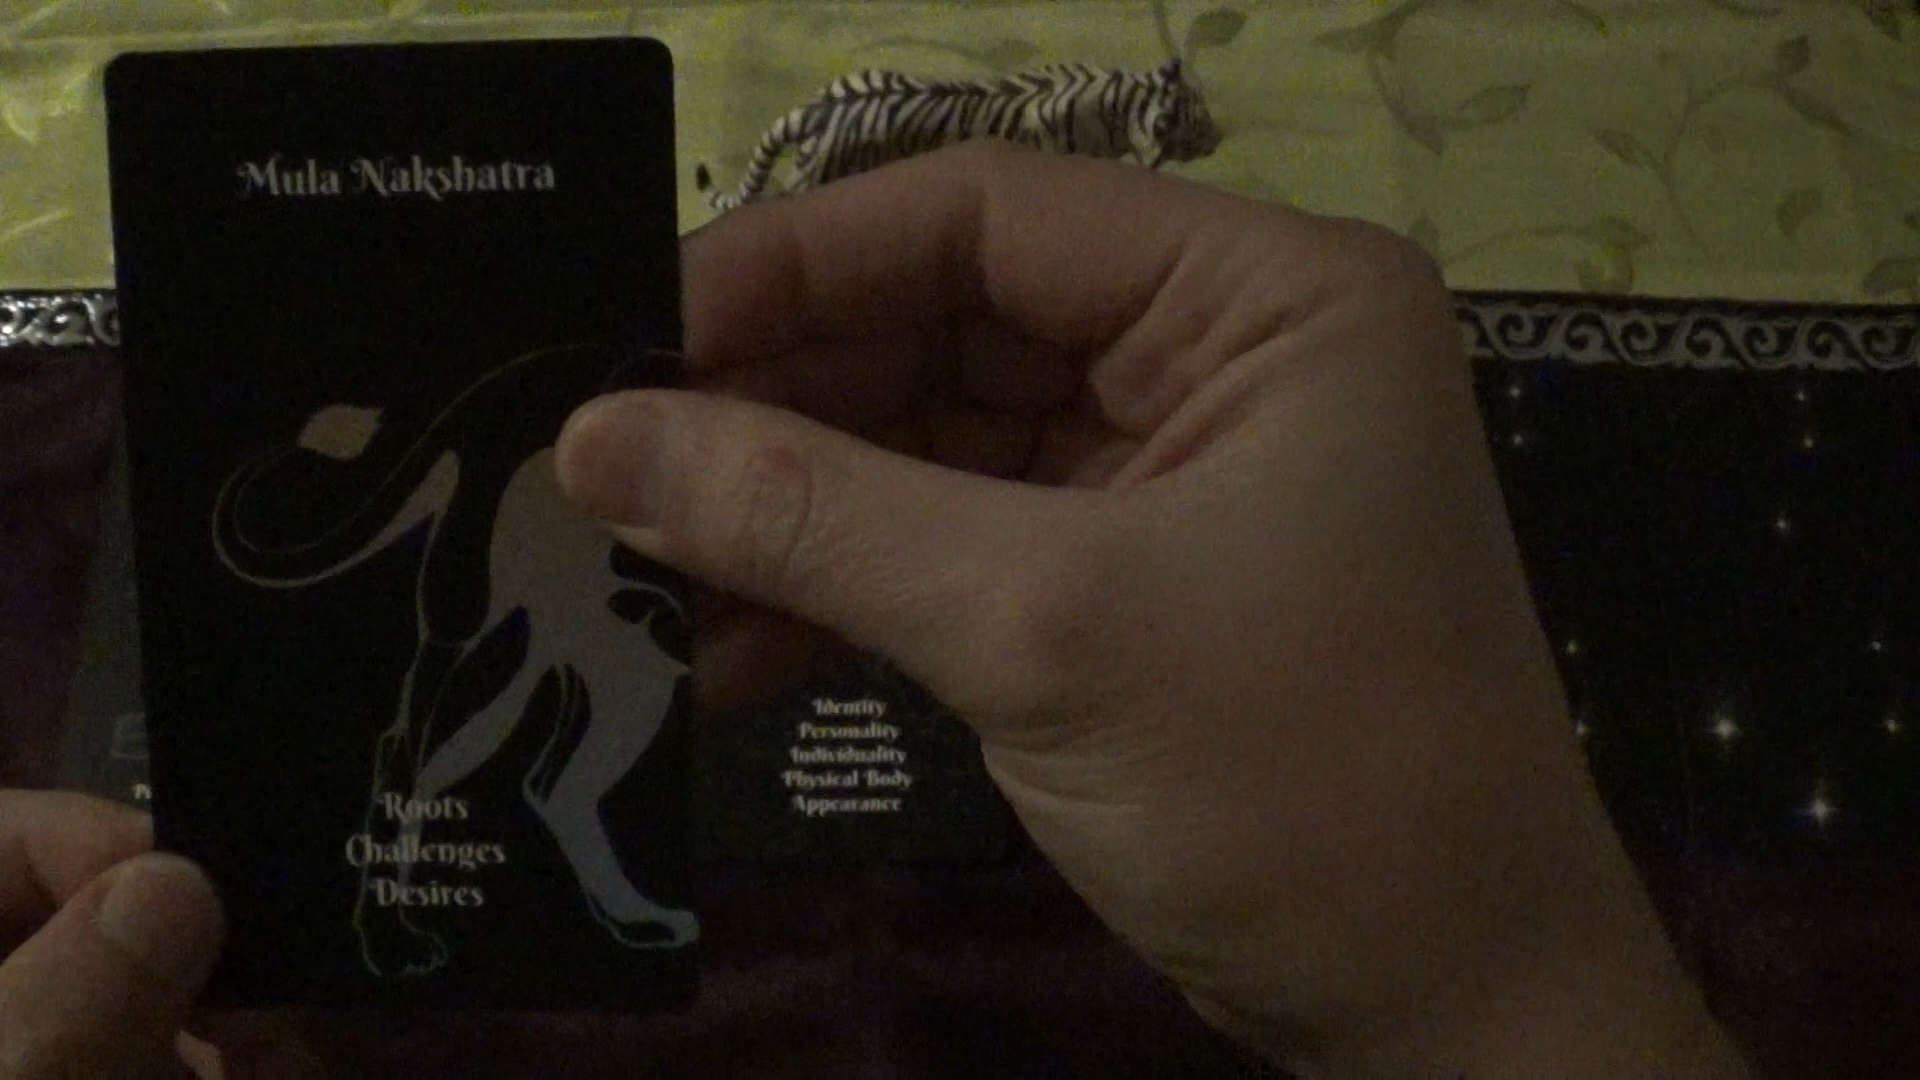 Mula Nakshatra
Roots
Challenges
Desires
Identity
Personality
Individuality
Physical Body
Appearance